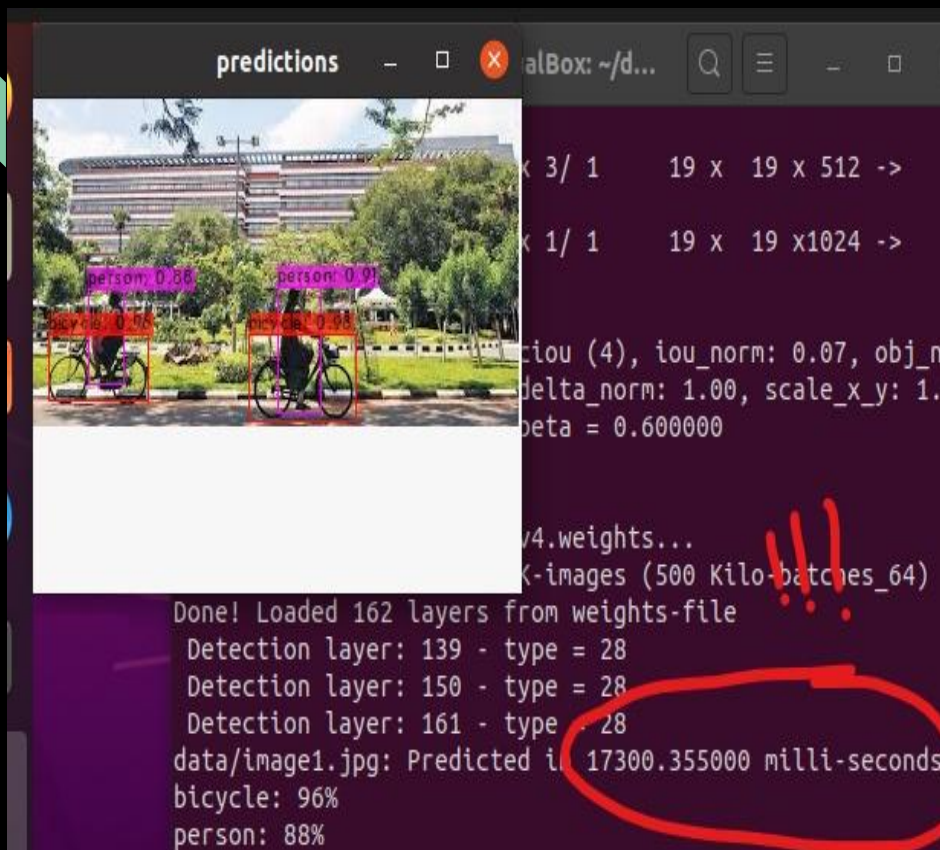 predictions
alBox: ~/d...
x 3/ 1 19 x 19 x 512 ->
x 1/ 1 19 x 19 x1024 ->
person: 0.88
person: 0.91
bicycle: 0.96
bicycle: 0.98
ciou (4), iou_norm: 0.07, obj_n
delta_norm: 1.00, scale_x_y: 1.
beta = 0.600000
v4.weights...
K-images (500 Kilo-batches_64)
!!!
Done! Loaded 162 layers from weights-file
Detection layer: 139 - type = 28
Detection layer: 150 - type = 28
Detection layer: 161 - type = 28
data/image1.jpg: Predicted in 17300.355000 milli-seconds
bicycle: 96%
person: 88%